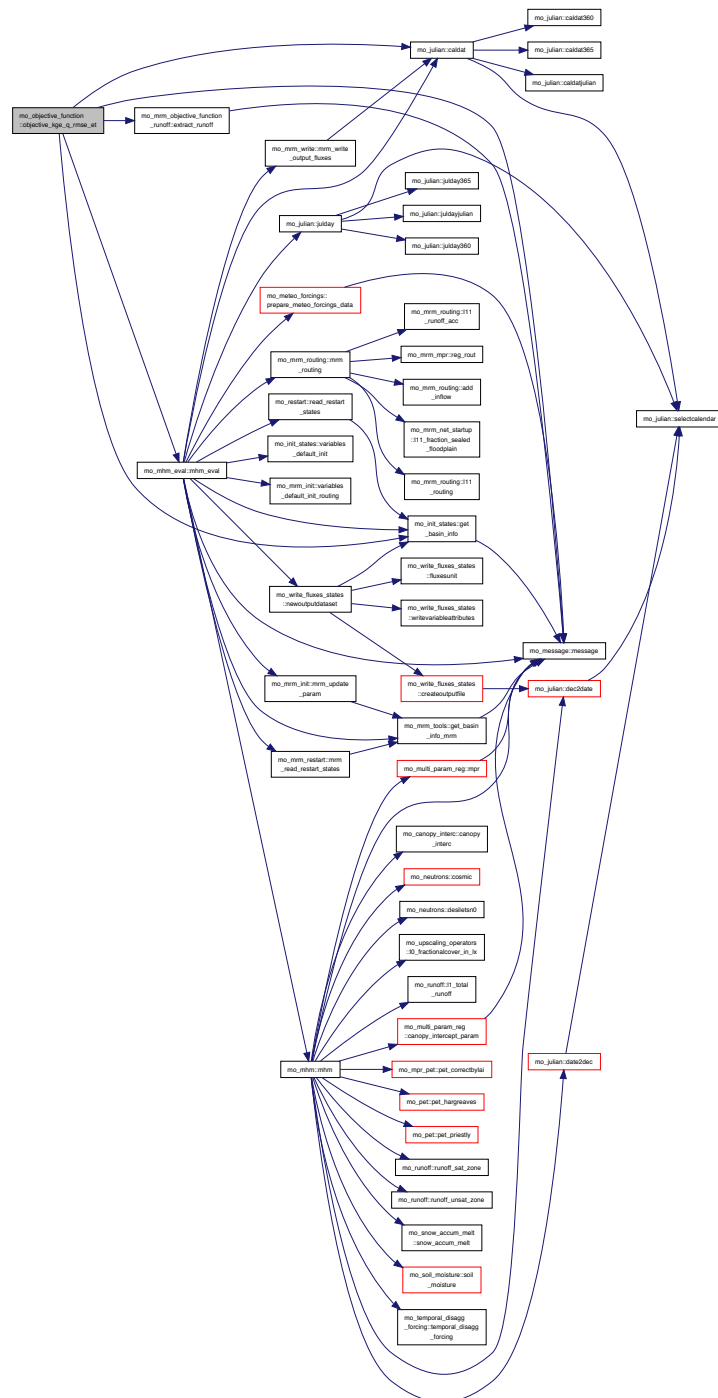 mo_julian::caldat360
mo_julian::caldat
mo_julian::caldat365
mo_julian::caldatjulian
mo_objective_function
::objective_kge_q_rmse_et
mo_mrm_objective_function
_runoff::extract_runoff
mo_mrm_write::mrm_write
_output_fluxes
mo_julian::julday365
mo_julian::julday
mo_julian::juldayjulian
mo_julian::julday360
mo_meteo_forcings::
prepare_meteo_forcings_data
mo_mrm_routing::l11
_runoff_acc
mo_mrm_routing::mrm
_routing
mo_mrm_mpr::reg_rout
mo_mrm_routing::add
_inflow
mo_restart::read_restart
_states
mo_julian::selectcalendar
mo_mrm_net_startup
::l11_fraction_sealed
_floodplain
mo_init_states::variables
_default_init
mo_mhm_eval::mhm_eval
mo_mrm_init::variables
_default_init_routing
mo_mrm_routing::l11
_routing
mo_init_states::get
_basin_info
mo_write_fluxes_states
::fluxesunit
mo_write_fluxes_states
::newoutputdataset
mo_write_fluxes_states
::writevariableattributes
mo_message::message
mo_mrm_init::mrm_update
_param
mo_write_fluxes_states
::createoutputfile
mo_julian::dec2date
mo_mrm_tools::get_basin
_info_mrm
mo_mrm_restart::mrm
_read_restart_states
mo_multi_param_reg::mpr
mo_canopy_interc::canopy
_interc
mo_neutrons::cosmic
mo_neutrons::desiletsn0
mo_upscaling_operators
::l0_fractionalcover_in_lx
mo_runoff::l1_total
_runoff
mo_multi_param_reg
::canopy_intercept_param
mo_mhm::mhm
mo_mpr_pet::pet_correctbylai
mo_julian::date2dec
mo_pet::pet_hargreaves
mo_pet::pet_priestly
mo_runoff::runoff_sat_zone
mo_runoff::runoff_unsat_zone
mo_snow_accum_melt
::snow_accum_melt
mo_soil_moisture::soil
_moisture
mo_temporal_disagg
_forcing::temporal_disagg
_forcing